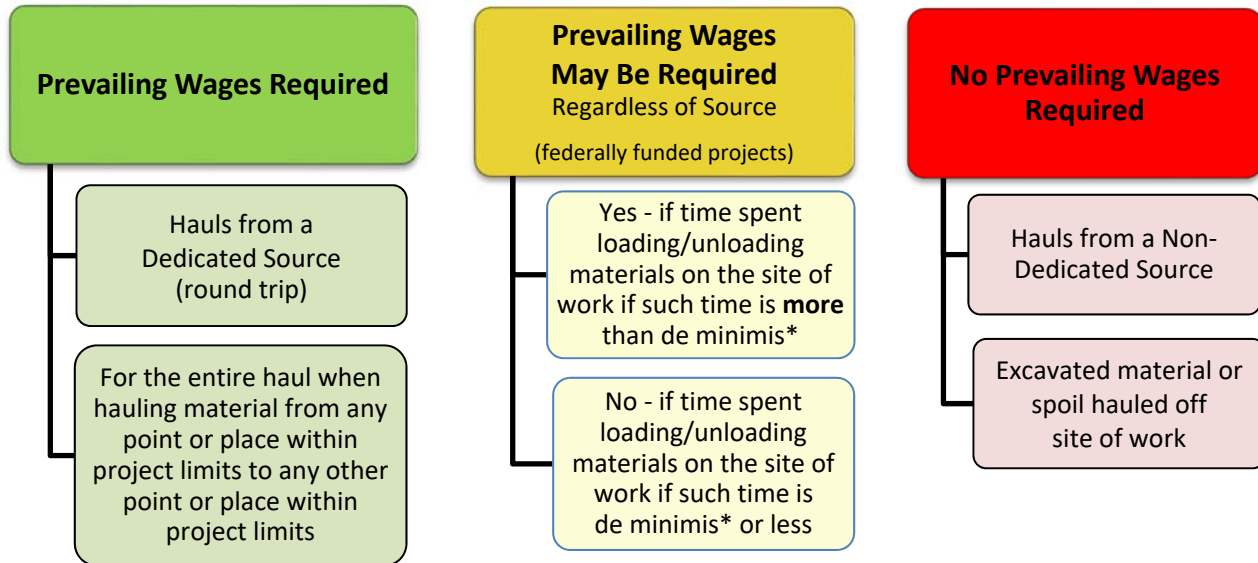 Prevailing Wages Required
Hauls from a
Dedicated Source
(round trip)
For the entire haul when
hauling material from any
point or place within
project limits to any other
point or place within
project limits
Prevailing Wages
May Be Required
Regardless of Source
(federally funded projects)
Yes - if time spent
loading/unloading
materials on the site of
work if such time is more
than de minimis*
No - if time spent
loading/unloading
materials on the site of
work if such time is
de minimis* or less
No Prevailing Wages
Required
Hauls from a Non-
Dedicated Source
Excavated material or
spoil hauled off
site of work